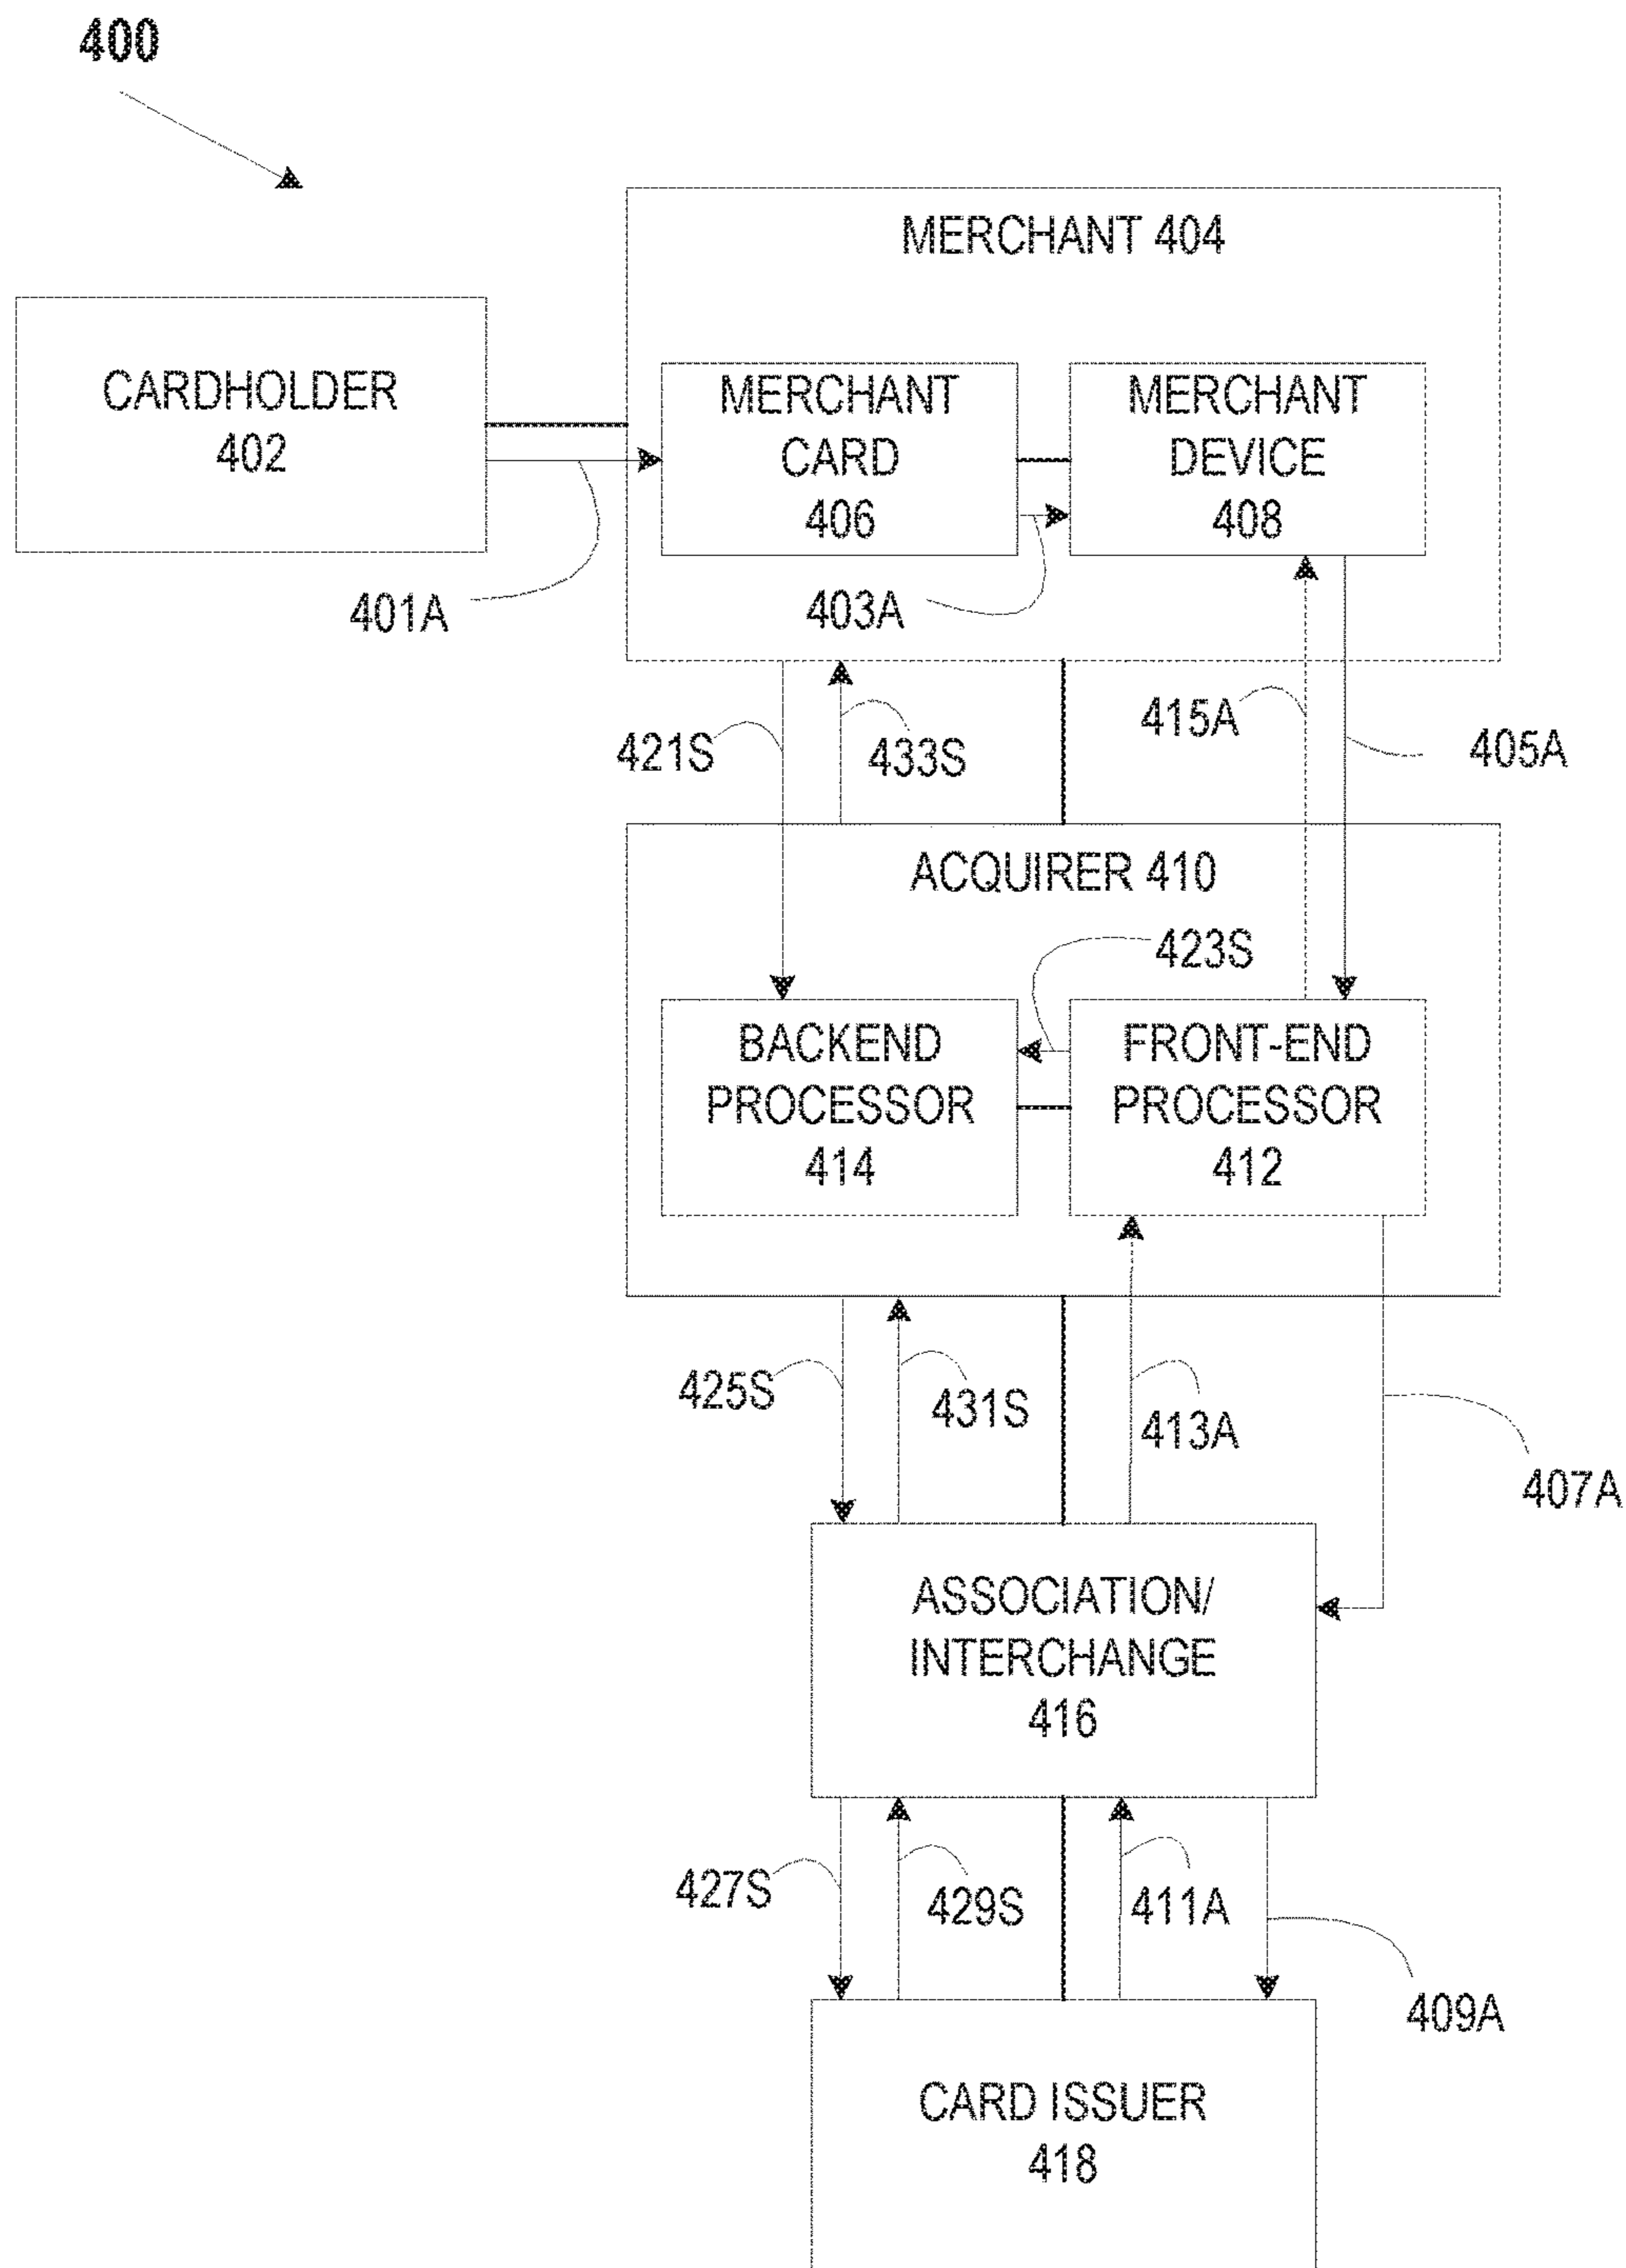 400
MERCHANT 404
CARDHOLDER
402
MERCHANT
CARD
406
MERCHANT
DEVICE
408
401A
403A
421S
433S
415A
405A
ACQUIRER 410
423S
BACKEND
PROCESSOR
414
FRONT-END
PROCESSOR
412
425S
431S
413A
407A
ASSOCIATION/
INTERCHANGE
416
427S
429S
411A
409A
CARD ISSUER
418